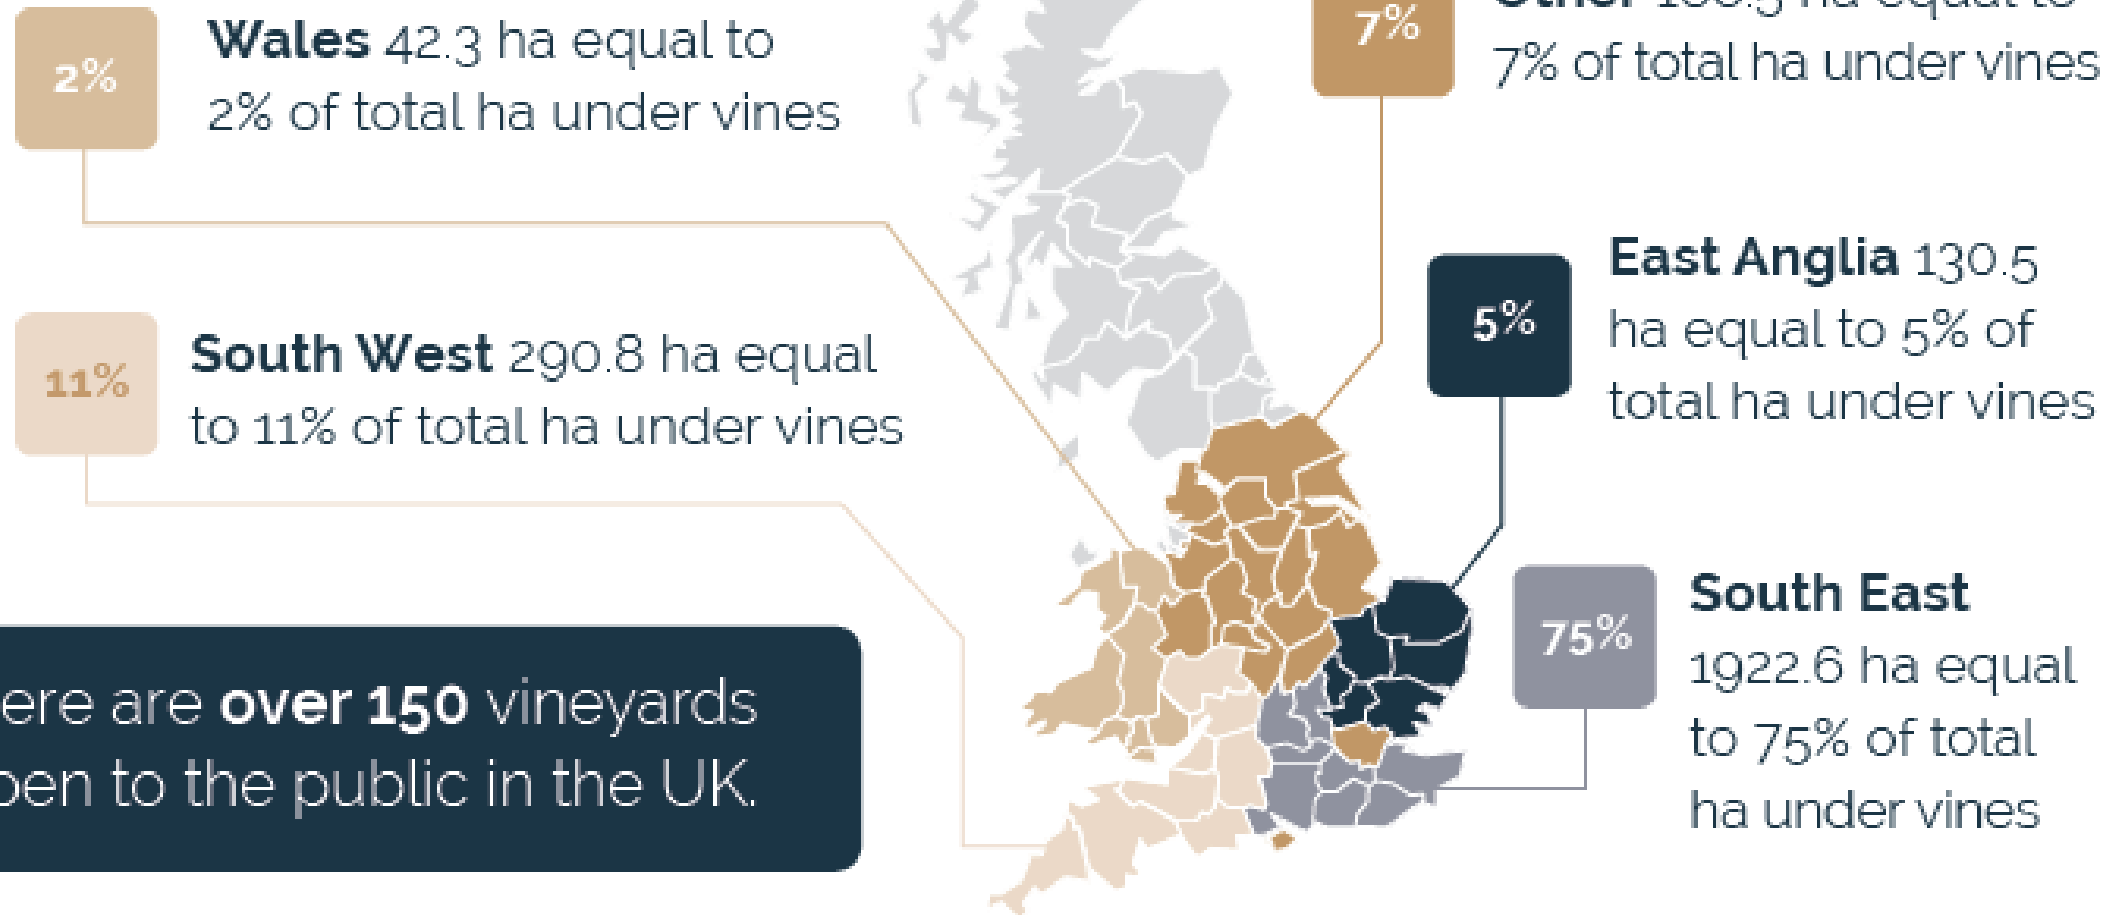 2%
Wales 42.3 ha equal to
2% of total ha under vines
7%
7% of total ha under vines
11%
South West 290.8 ha equal
to 11% of total ha under vines
5%
East Anglia 130.5
ha equal to 5% of
total ha under vines
75%
South East
1922.6 ha equal
to 75% of total
ha under vines
ere are over 150 vineyards
pen to the public in the UK.